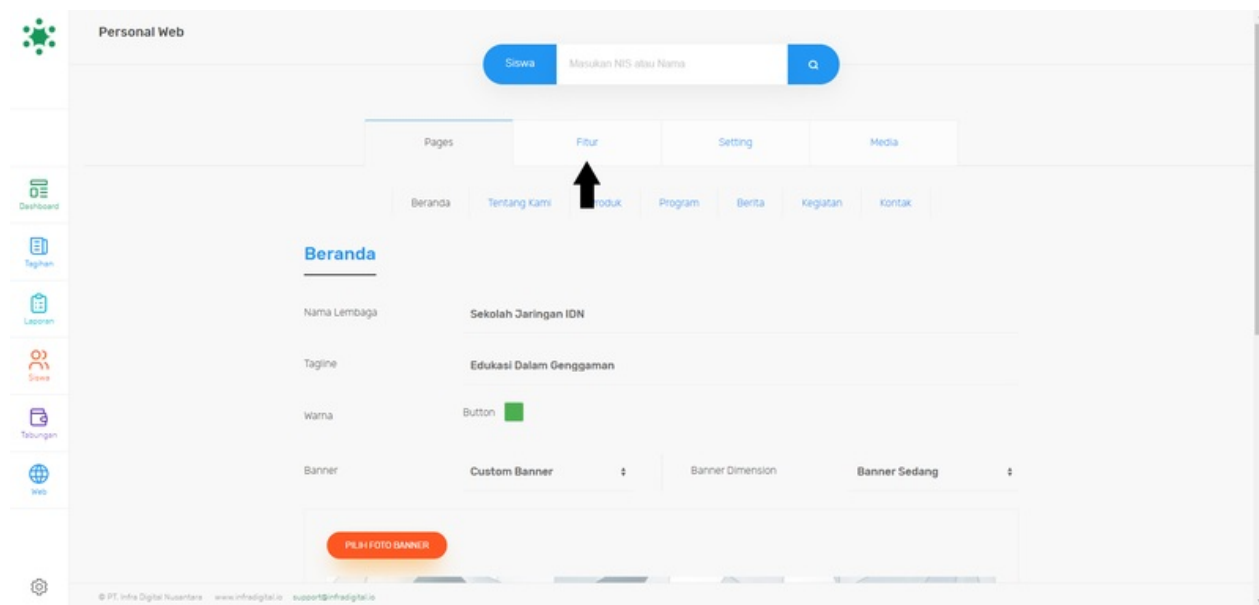 Personal Web
Siswa Masukan NIS atau Nama
Pages Fitur Setting Media
Beranda Tentang Kami Produk Program Berita Kegiatan Kontak
Dashboard
Tagihan
Laporan
Siswa
Tabungan
Web
Beranda
Nama Lembaga Sekolah Jaringan IDN
Tagline Edukasi Dalam Genggaman
Warna Button
Banner Custom Banner Banner Dimension Banner Sedang
PILIH FOTO BANNER
© PT. Infra Digital Nusantara www.infradigital.io support@infradigital.io